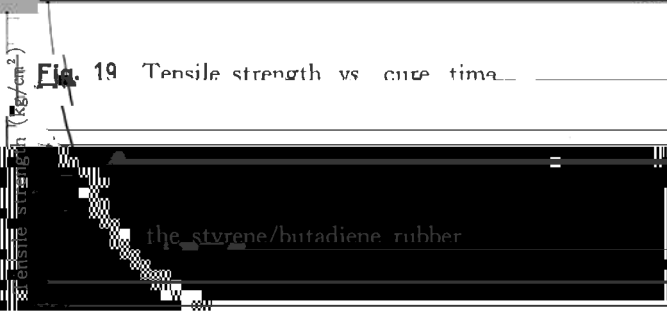 Tensile strength (kg/cm²)
Fig. 19 Tensile strength vs cure time
the styrene/butadiene rubber